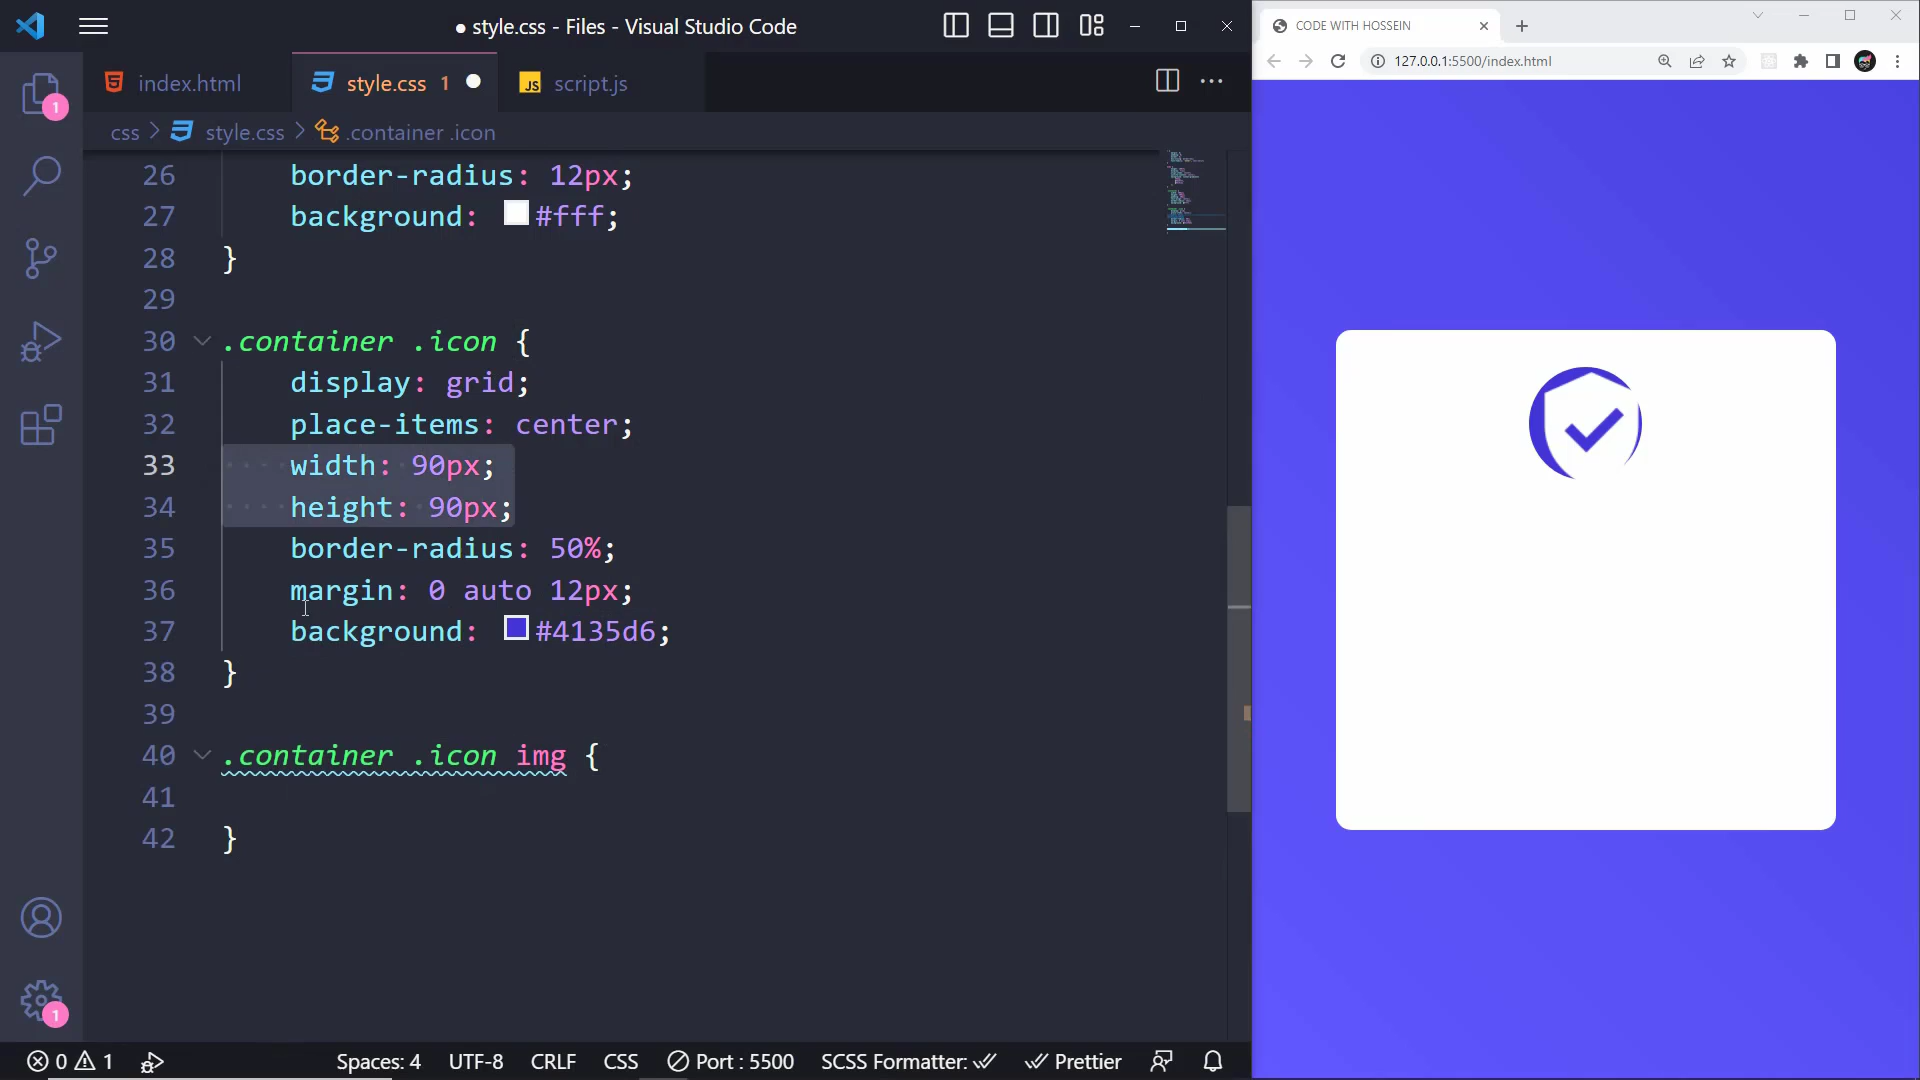 ● style.css - Files - Visual Studio Code
index.html
style.css 1
JS script.js
css > style.css > .container .icon
1
26 border-radius: 12px;
27 background: #fff;
28 }
29
30 .container .icon {
31 display: grid;
32 place-items: center;
33 width: 90px;
34 height: 90px;
35 border-radius: 50%;
36 margin: 0 auto 12px;
37 background: #4135d6;
38 }
39
40 .container .icon img {
41
42 }
1
0 1 Spaces: 4 UTF-8 CRLF CSS Port : 5500 SCSS Formatter: Prettier
CODE WITH HOSSEIN
127.0.0.1:5500/index.html